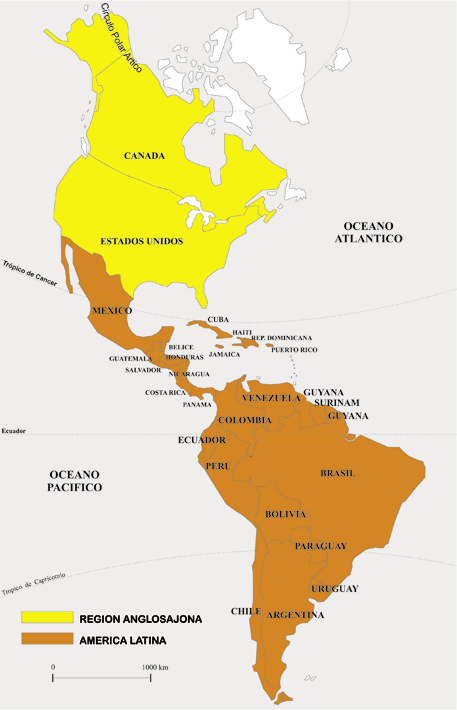 Círculo Polar Artico
CANADA
ESTADOS UNIDOS
OCEANO
ATLANTICO
Trópico de Cancer
MEXICO
CUBA
HAITI
REP. DOMINICANA
JAMAICA
PUERTO RICO
BELICE
GUATEMALA
HONDURAS
SALVADOR
NICARAGUA
COSTA RICA
PANAMA
VENEZUELA
GUYANA
SURINAM
GUYANA
COLOMBIA
Ecuador
ECUADOR
PERU
BRASIL
OCEANO
PACIFICO
BOLIVIA
PARAGUAY
Tropico de Capricornio
URUGUAY
CHILE
ARGENTINA
REGION ANGLOSAJONA
AMERICA LATINA
0 1000 km